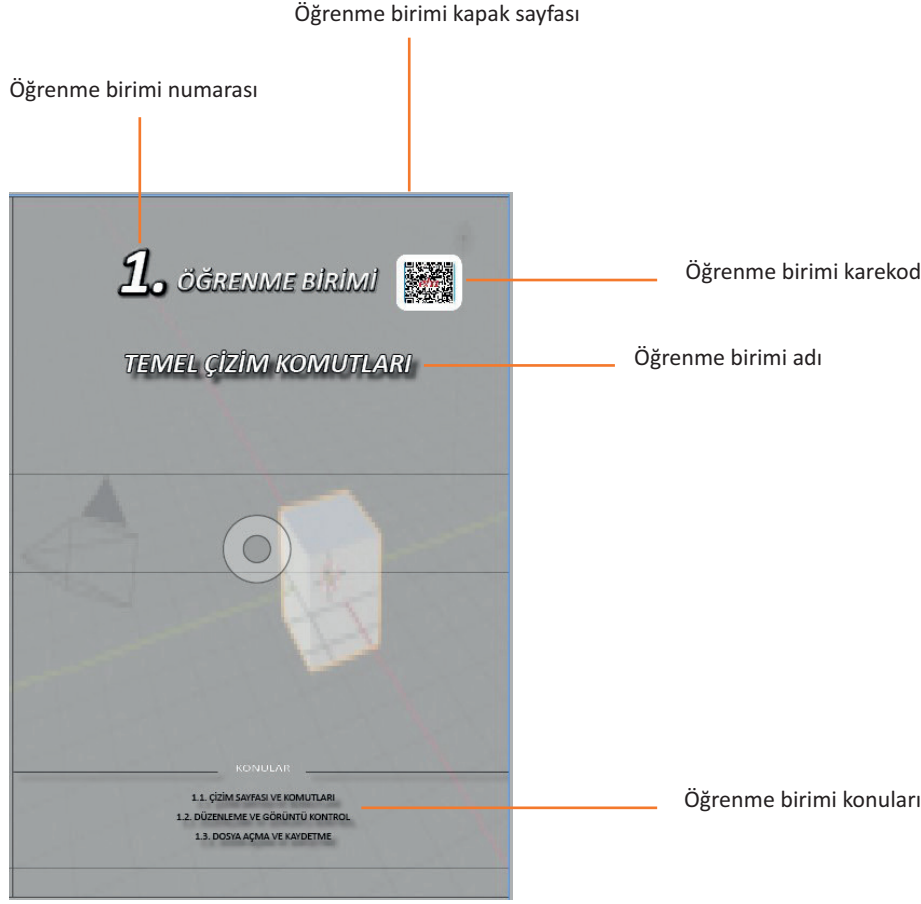 Öğrenme birimi kapak sayfası
Öğrenme birimi numarası
1. ÖĞRENME BİRİMİ
Öğrenme birimi karekod
TEMEL ÇİZİM KOMUTLARI
Öğrenme birimi adı
KONULAR
1.1. ÇİZİM SAYFASI VE KOMUTLARI
1.2. DÜZENLEME VE GÖRÜNTÜ KONTROL
1.3. DOSYA AÇMA VE KAYDETME
Öğrenme birimi konuları